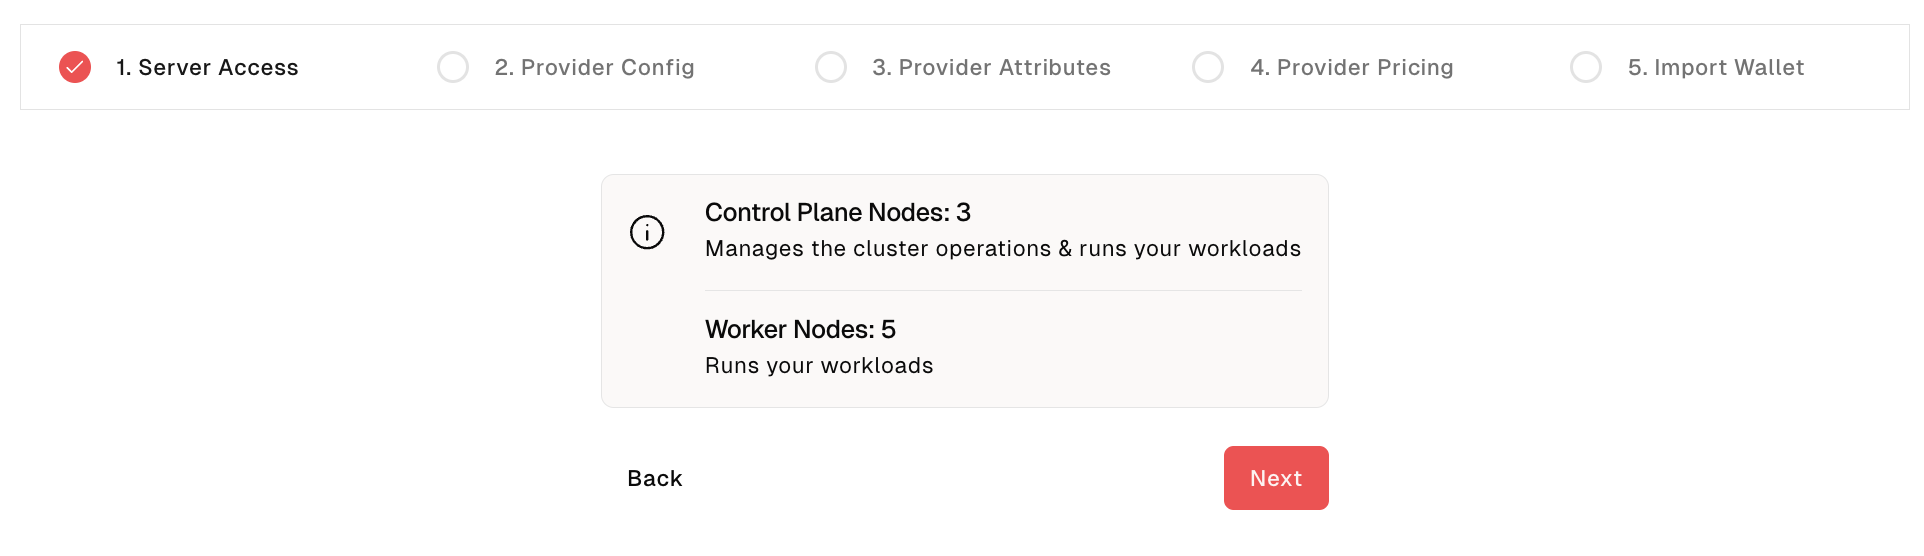 1. Server Access
2. Provider Config
3. Provider Attributes
4. Provider Pricing
5. Import Wallet
Control Plane Nodes: 3
Manages the cluster operations & runs your workloads
Worker Nodes: 5
Runs your workloads
Back
Next